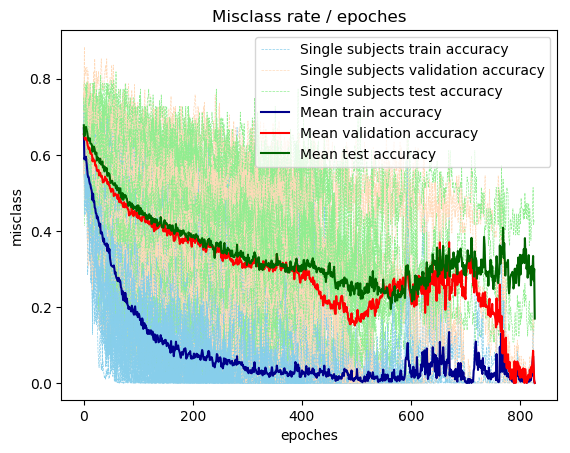 Misclass rate / epoches
Single subjects train accuracy
Single subjects validation accuracy
Single subjects test accuracy
Mean train accuracy
Mean validation accuracy
Mean test accuracy
misclass
0.8
0.6
0.4
0.2
0.0
0 200 400 600 800
epoches